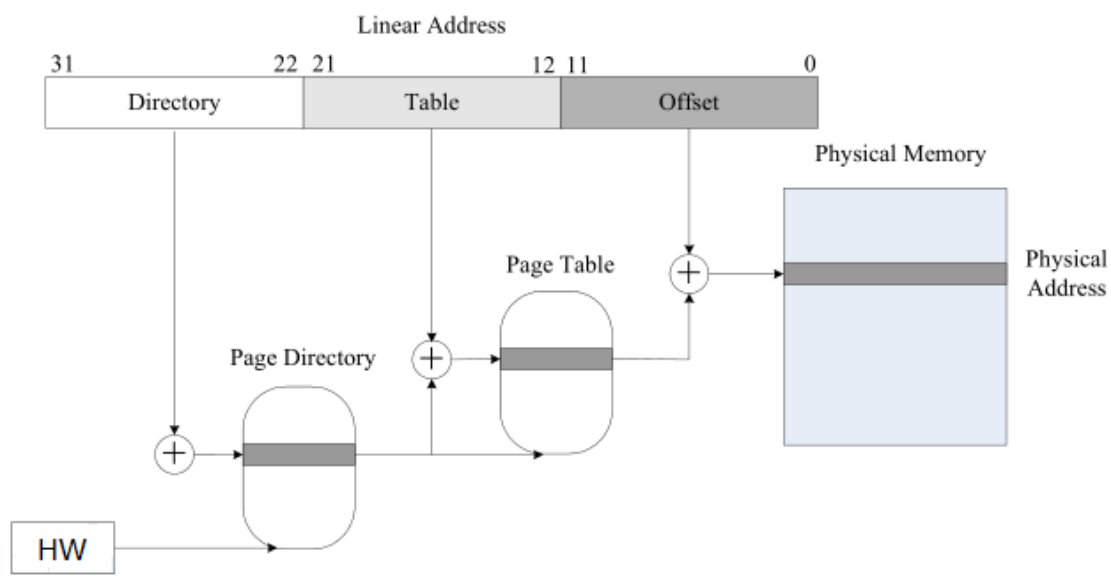 Linear Address
31 22 21 12 11 0
Directory Table Offset
Physical Memory
Page Table
Physical
Address
Page Directory
HW